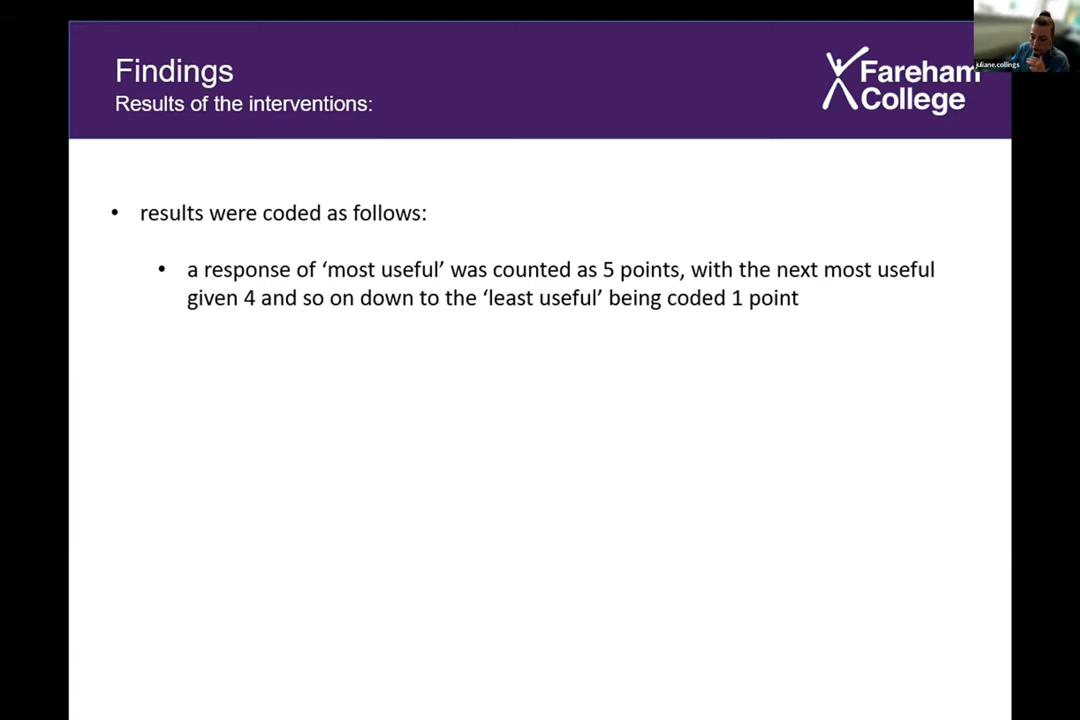 Findings
Results of the interventions:
Fareham
College
juliane.collings
• results were coded as follows:
• a response of ‘most useful’ was counted as 5 points, with the next most useful
given 4 and so on down to the ‘least useful’ being coded 1 point